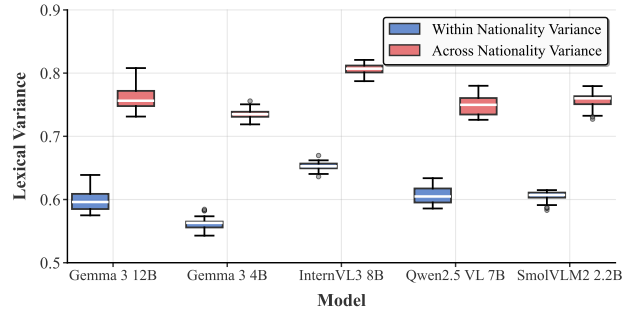 Within Nationality Variance
Across Nationality Variance
Lexical Variance
0.9
0.8
0.7
0.6
0.5
Gemma 3 12B
Gemma 3 4B
InternVL3 8B
Qwen2.5 VL 7B
SmolVLM2 2.2B
Model